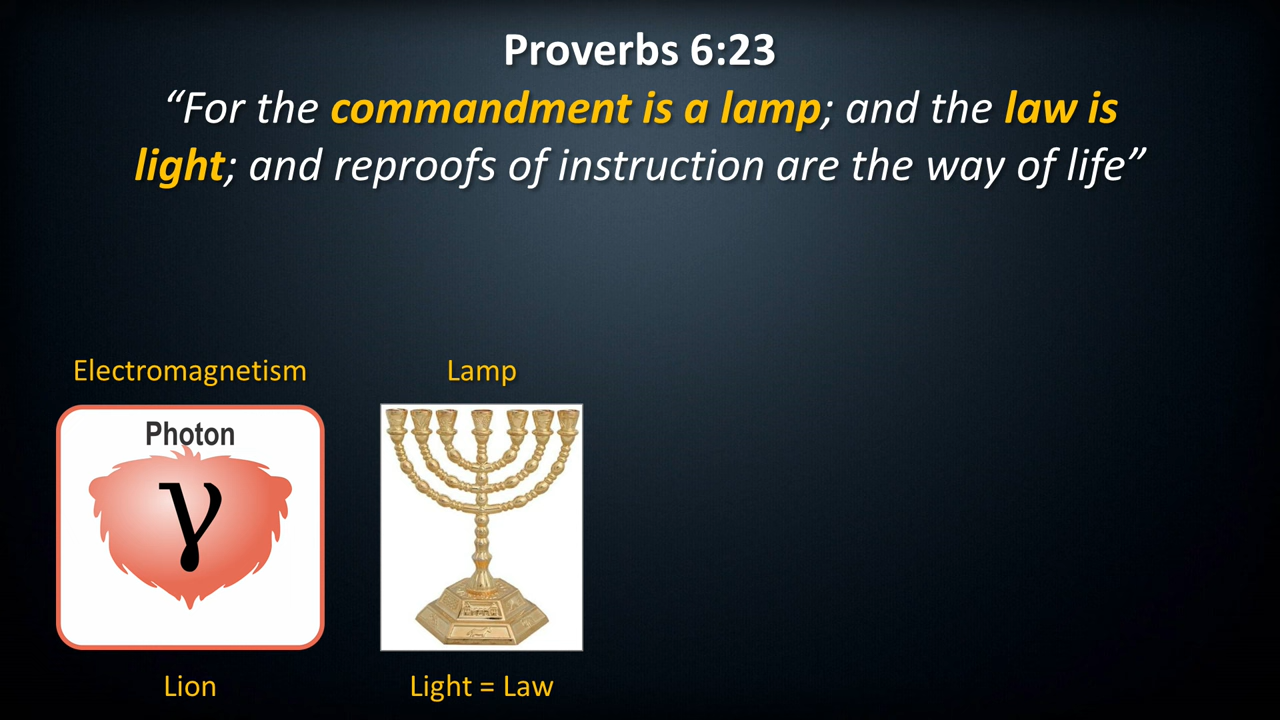 Proverbs 6:23
“For the commandment is a lamp; and the law is
light; and reproofs of instruction are the way of life”
Electromagnetism
Lamp
Photon
γ
Lion
Light = Law